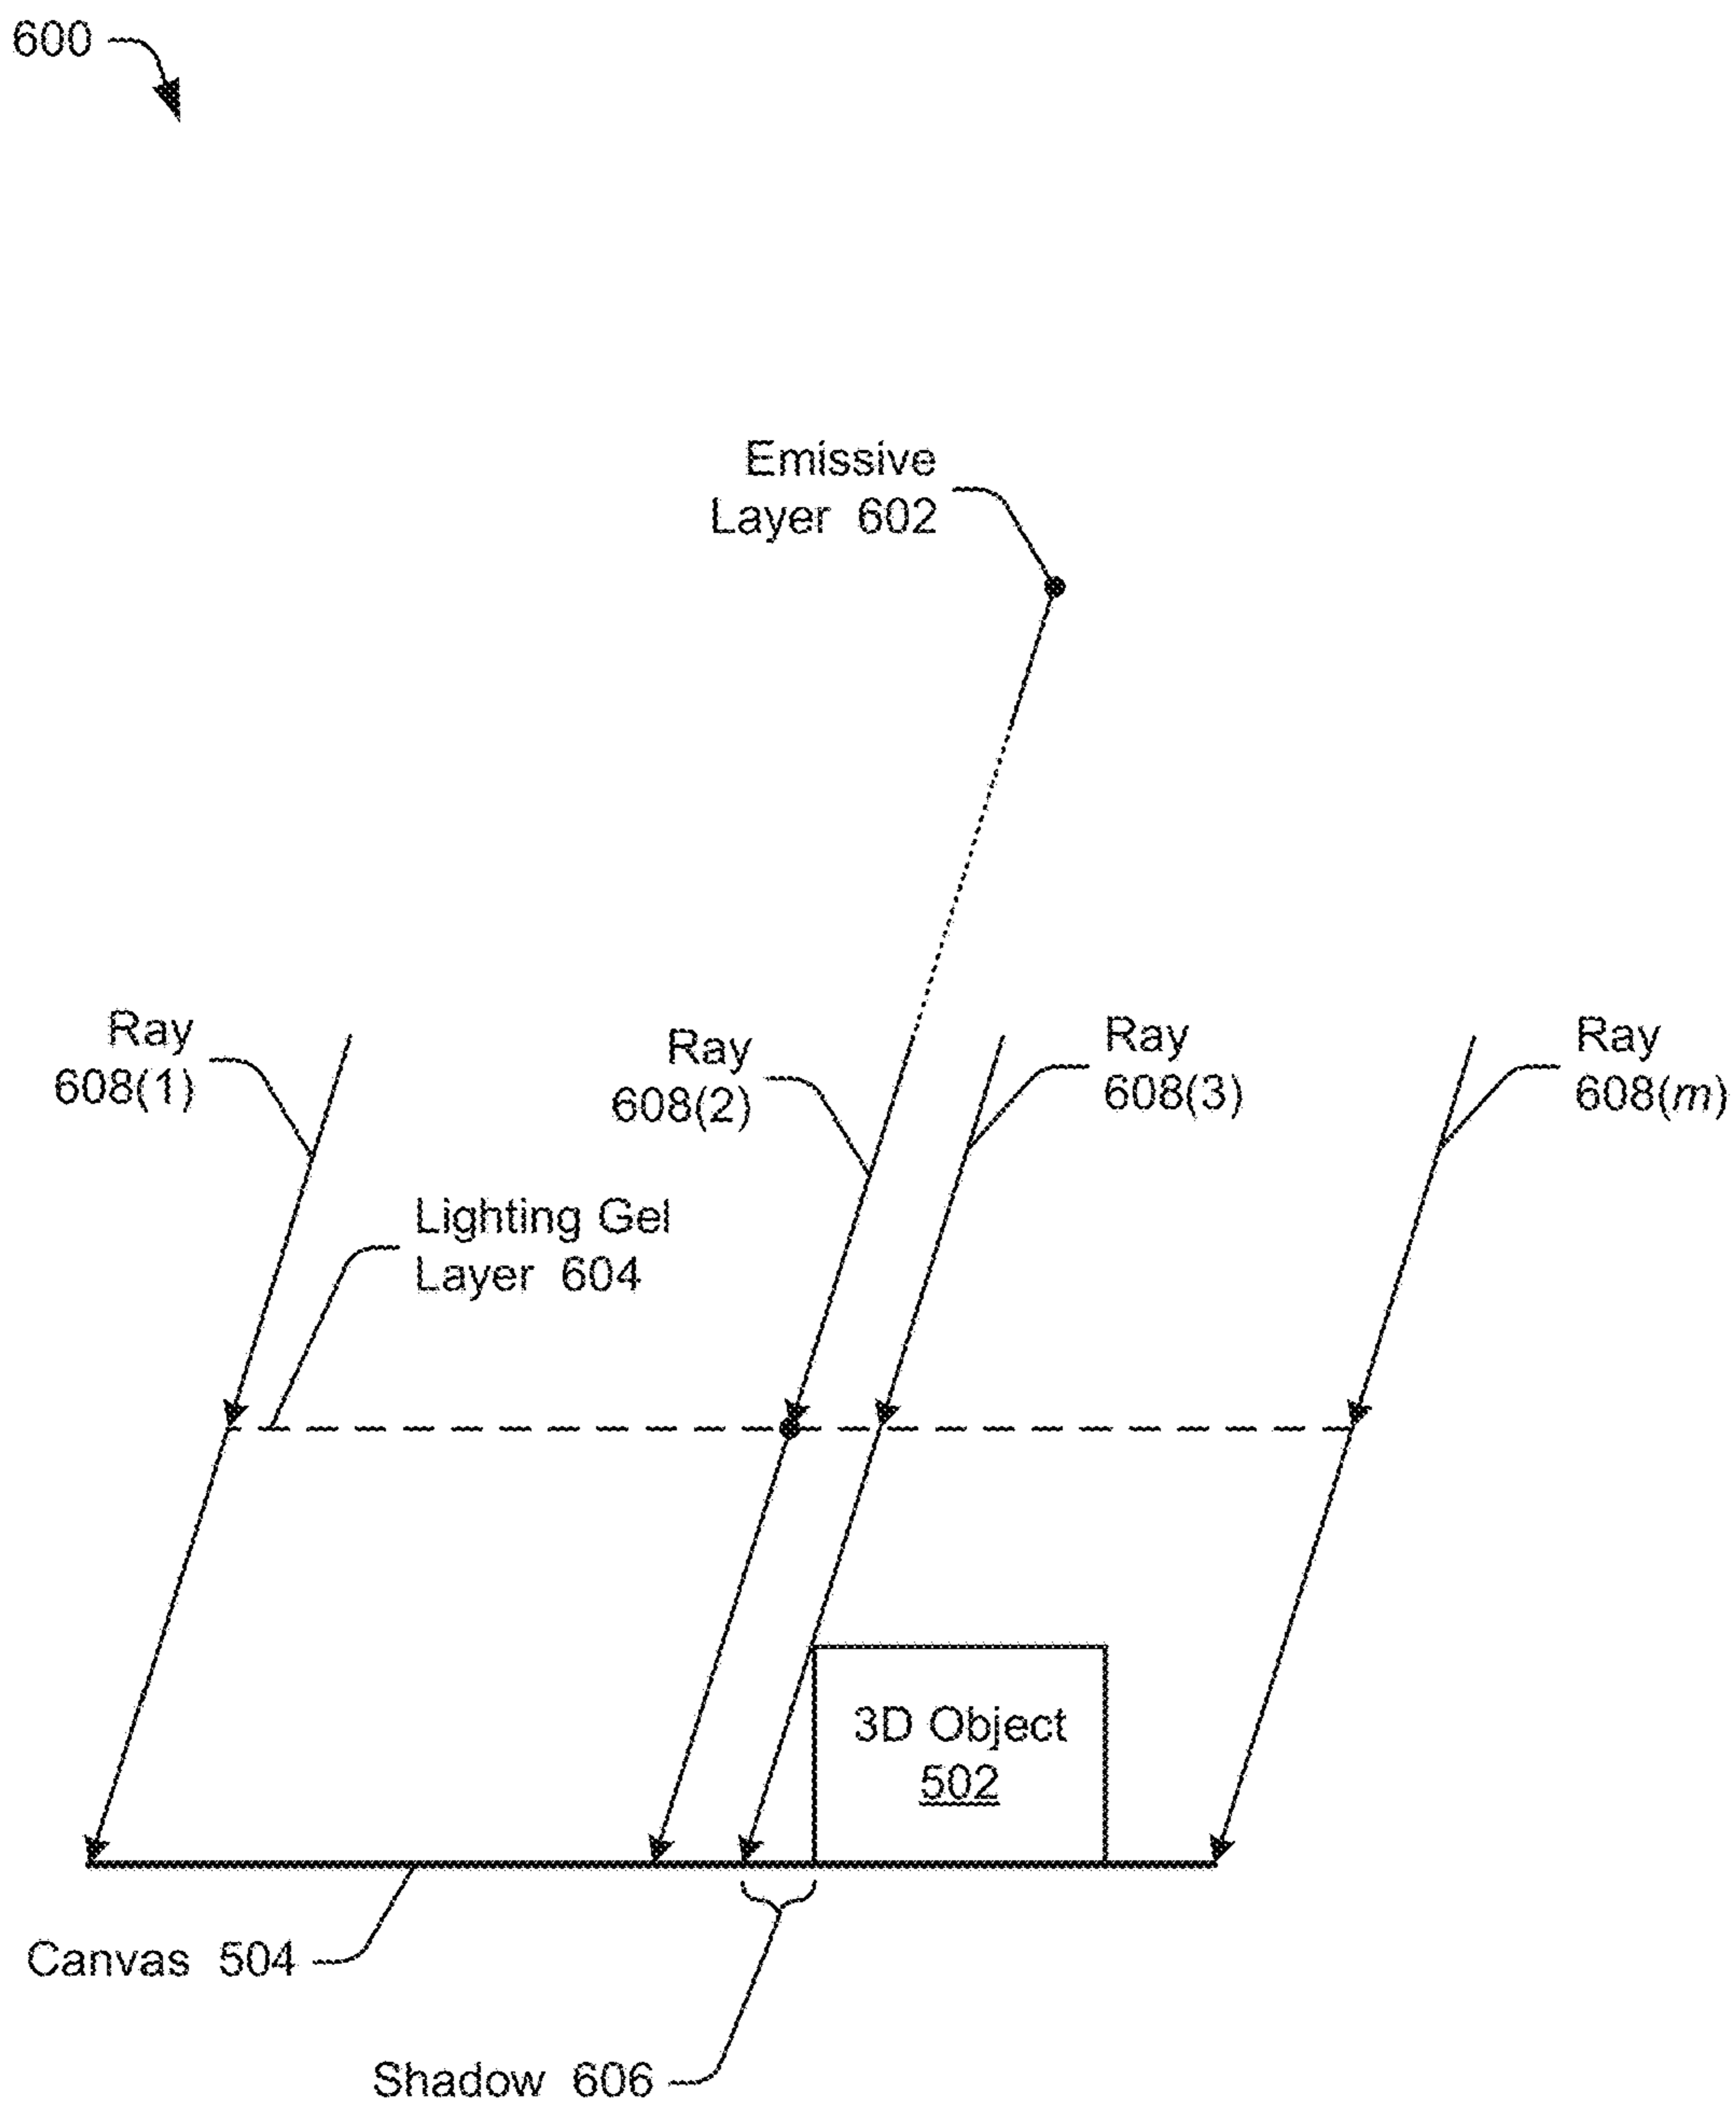 600
Emissive
Layer 602
Ray
608(1)
Ray
608(2)
Ray
608(3)
Ray
608(m)
Lighting Gel
Layer 604
3D Object
502
Canvas 504
Shadow 606